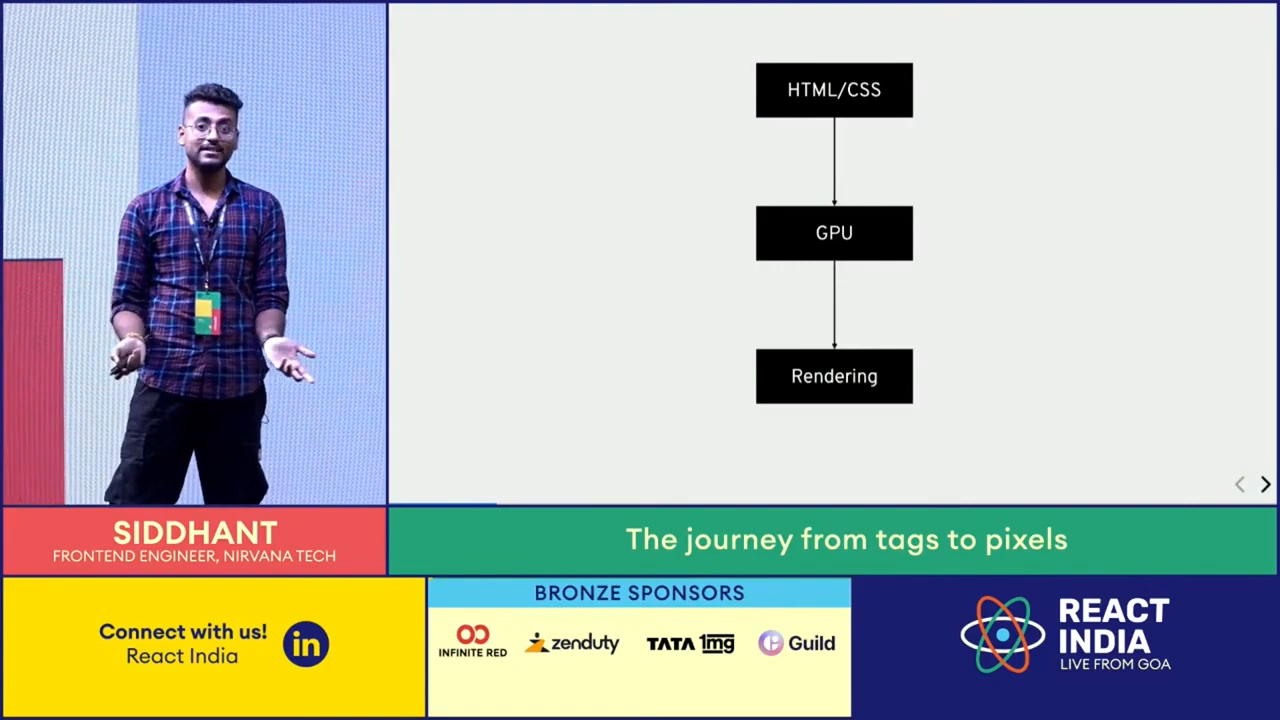 HTML/CSS
GPU
Rendering
SIDDHANT
FRONTEND ENGINEER, NIRVANA TECH
The journey from tags to pixels
Connect with us!
React India
in
BRONZE SPONSORS
INFINITE RED
zenduty
TATA 1mg
Guild
REACT
INDIA
LIVE FROM GOA